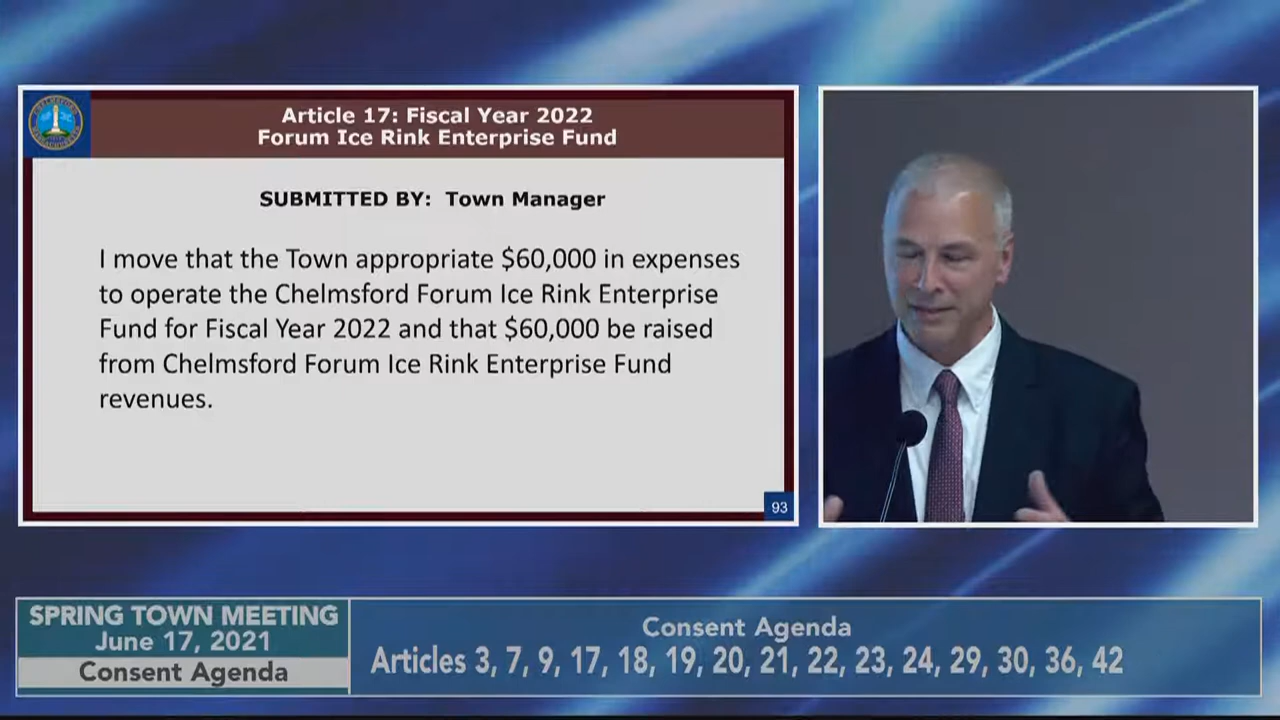 Article 17: Fiscal Year 2022
Forum Ice Rink Enterprise Fund
SUBMITTED BY: Town Manager
I move that the Town appropriate $60,000 in expenses
to operate the Chelmsford Forum Ice Rink Enterprise
Fund for Fiscal Year 2022 and that $60,000 be raised
from Chelmsford Forum Ice Rink Enterprise Fund
revenues.
93
SPRING TOWN MEETING
June 17, 2021
Consent Agenda
Consent Agenda
Articles 3, 7, 9, 17, 18, 19, 20, 21, 22, 23, 24, 29, 30, 36, 42